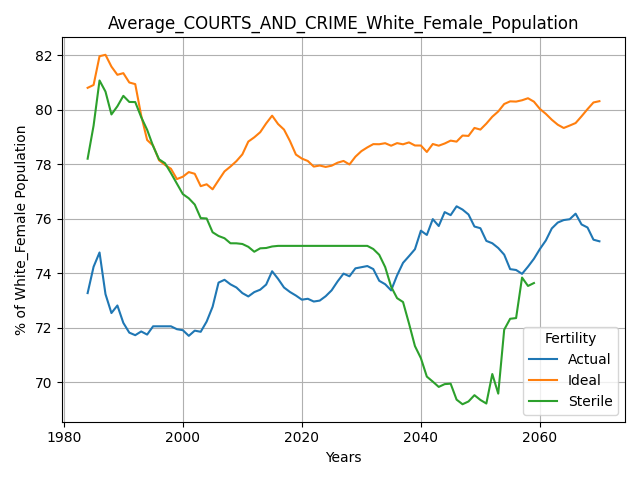 Average_COURTS_AND_CRIME_White_Female_Population
% of White_Female Population
82
80
78
76
74
72
70
1980
2000
2020
2040
2060
Years
Fertility
Actual
Ideal
Sterile